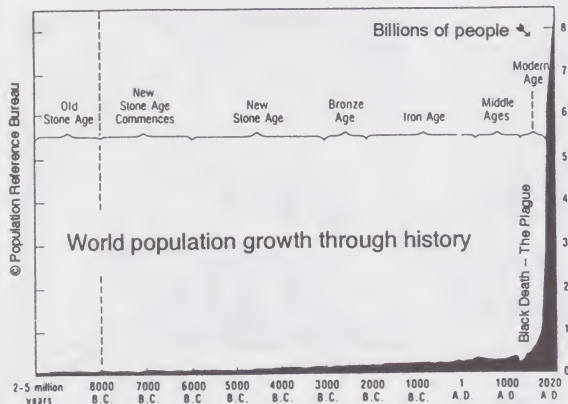 © Population Reference Bureau
Billions of people
8
7
6
5
4
3
2
1
0
Modern
Age
Old
Stone Age
New
Stone Age
Commences
New
Stone Age
Bronze
Age
Iron Age
Middle
Ages
World population growth through history
Black Death -- The Plague
2-5 million
years
8000
B.C.
7000
B.C.
6000
B.C.
5000
B.C.
4000
B.C.
3000
B.C.
2000
B.C.
1000
B.C.
1
A.D.
1000
A D
2020
A D